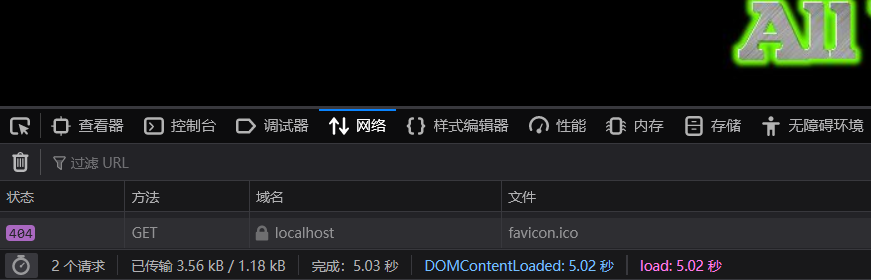 All
查看器 控制台 调试器 网络 样式编辑器 性能 内存 存储 无障碍环境
过滤 URL
状态 方法 域名 文件
404 GET localhost favicon.ico
2 个请求 已传输 3.56 kB / 1.18 kB 完成：5.03 秒 DOMContentLoaded: 5.02 秒 load: 5.02 秒